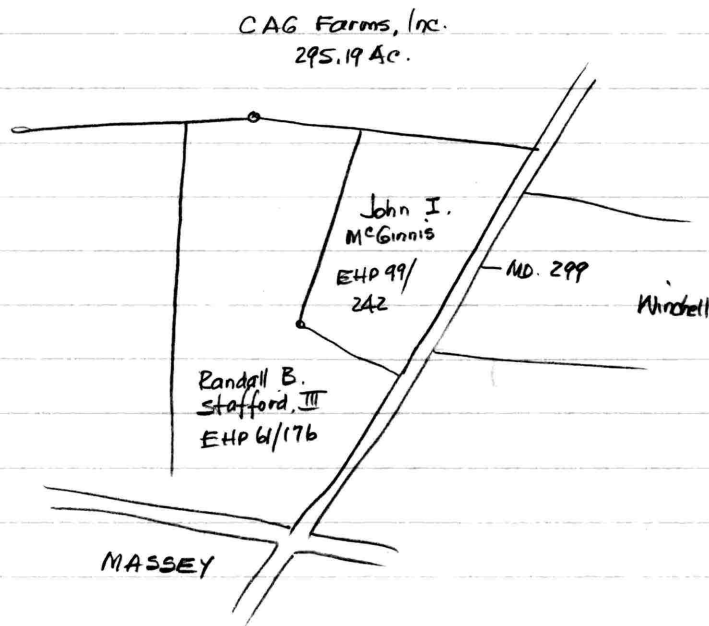 CAG Farms, Inc.
295.19 Ac.
John I.
McGinnis
EHP 99/
242
MD. 299
Winchell
Randall B.
Stafford, III
EHP 61/176
MASSEY